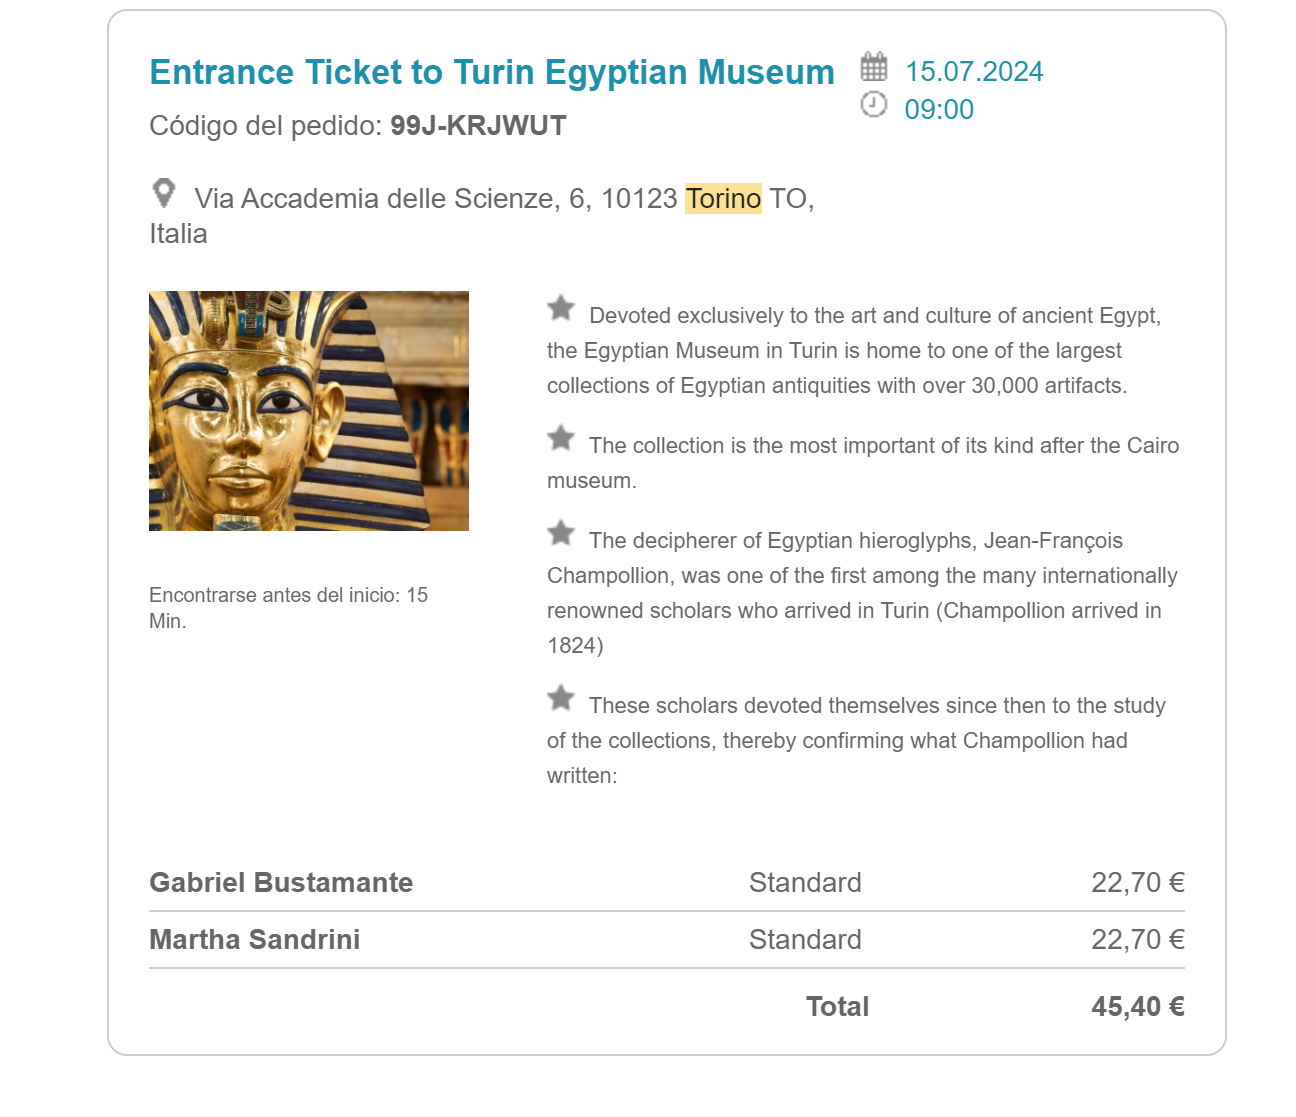 Entrance Ticket to Turin Egyptian Museum
15.07.2024
09:00
Código del pedido: 99J-KRJWUT
Via Accademia delle Scienze, 6, 10123 Torino TO,
Italia
Devoted exclusively to the art and culture of ancient Egypt,
the Egyptian Museum in Turin is home to one of the largest
collections of Egyptian antiquities with over 30,000 artifacts.
The collection is the most important of its kind after the Cairo
museum.
The decipherer of Egyptian hieroglyphs, Jean-François
Champollion, was one of the first among the many internationally
renowned scholars who arrived in Turin (Champollion arrived in
1824)
These scholars devoted themselves since then to the study
of the collections, thereby confirming what Champollion had
written:
Encontrarse antes del inicio: 15
Min.
Gabriel Bustamante Standard 22,70 €
Martha Sandrini Standard 22,70 €
Total 45,40 €